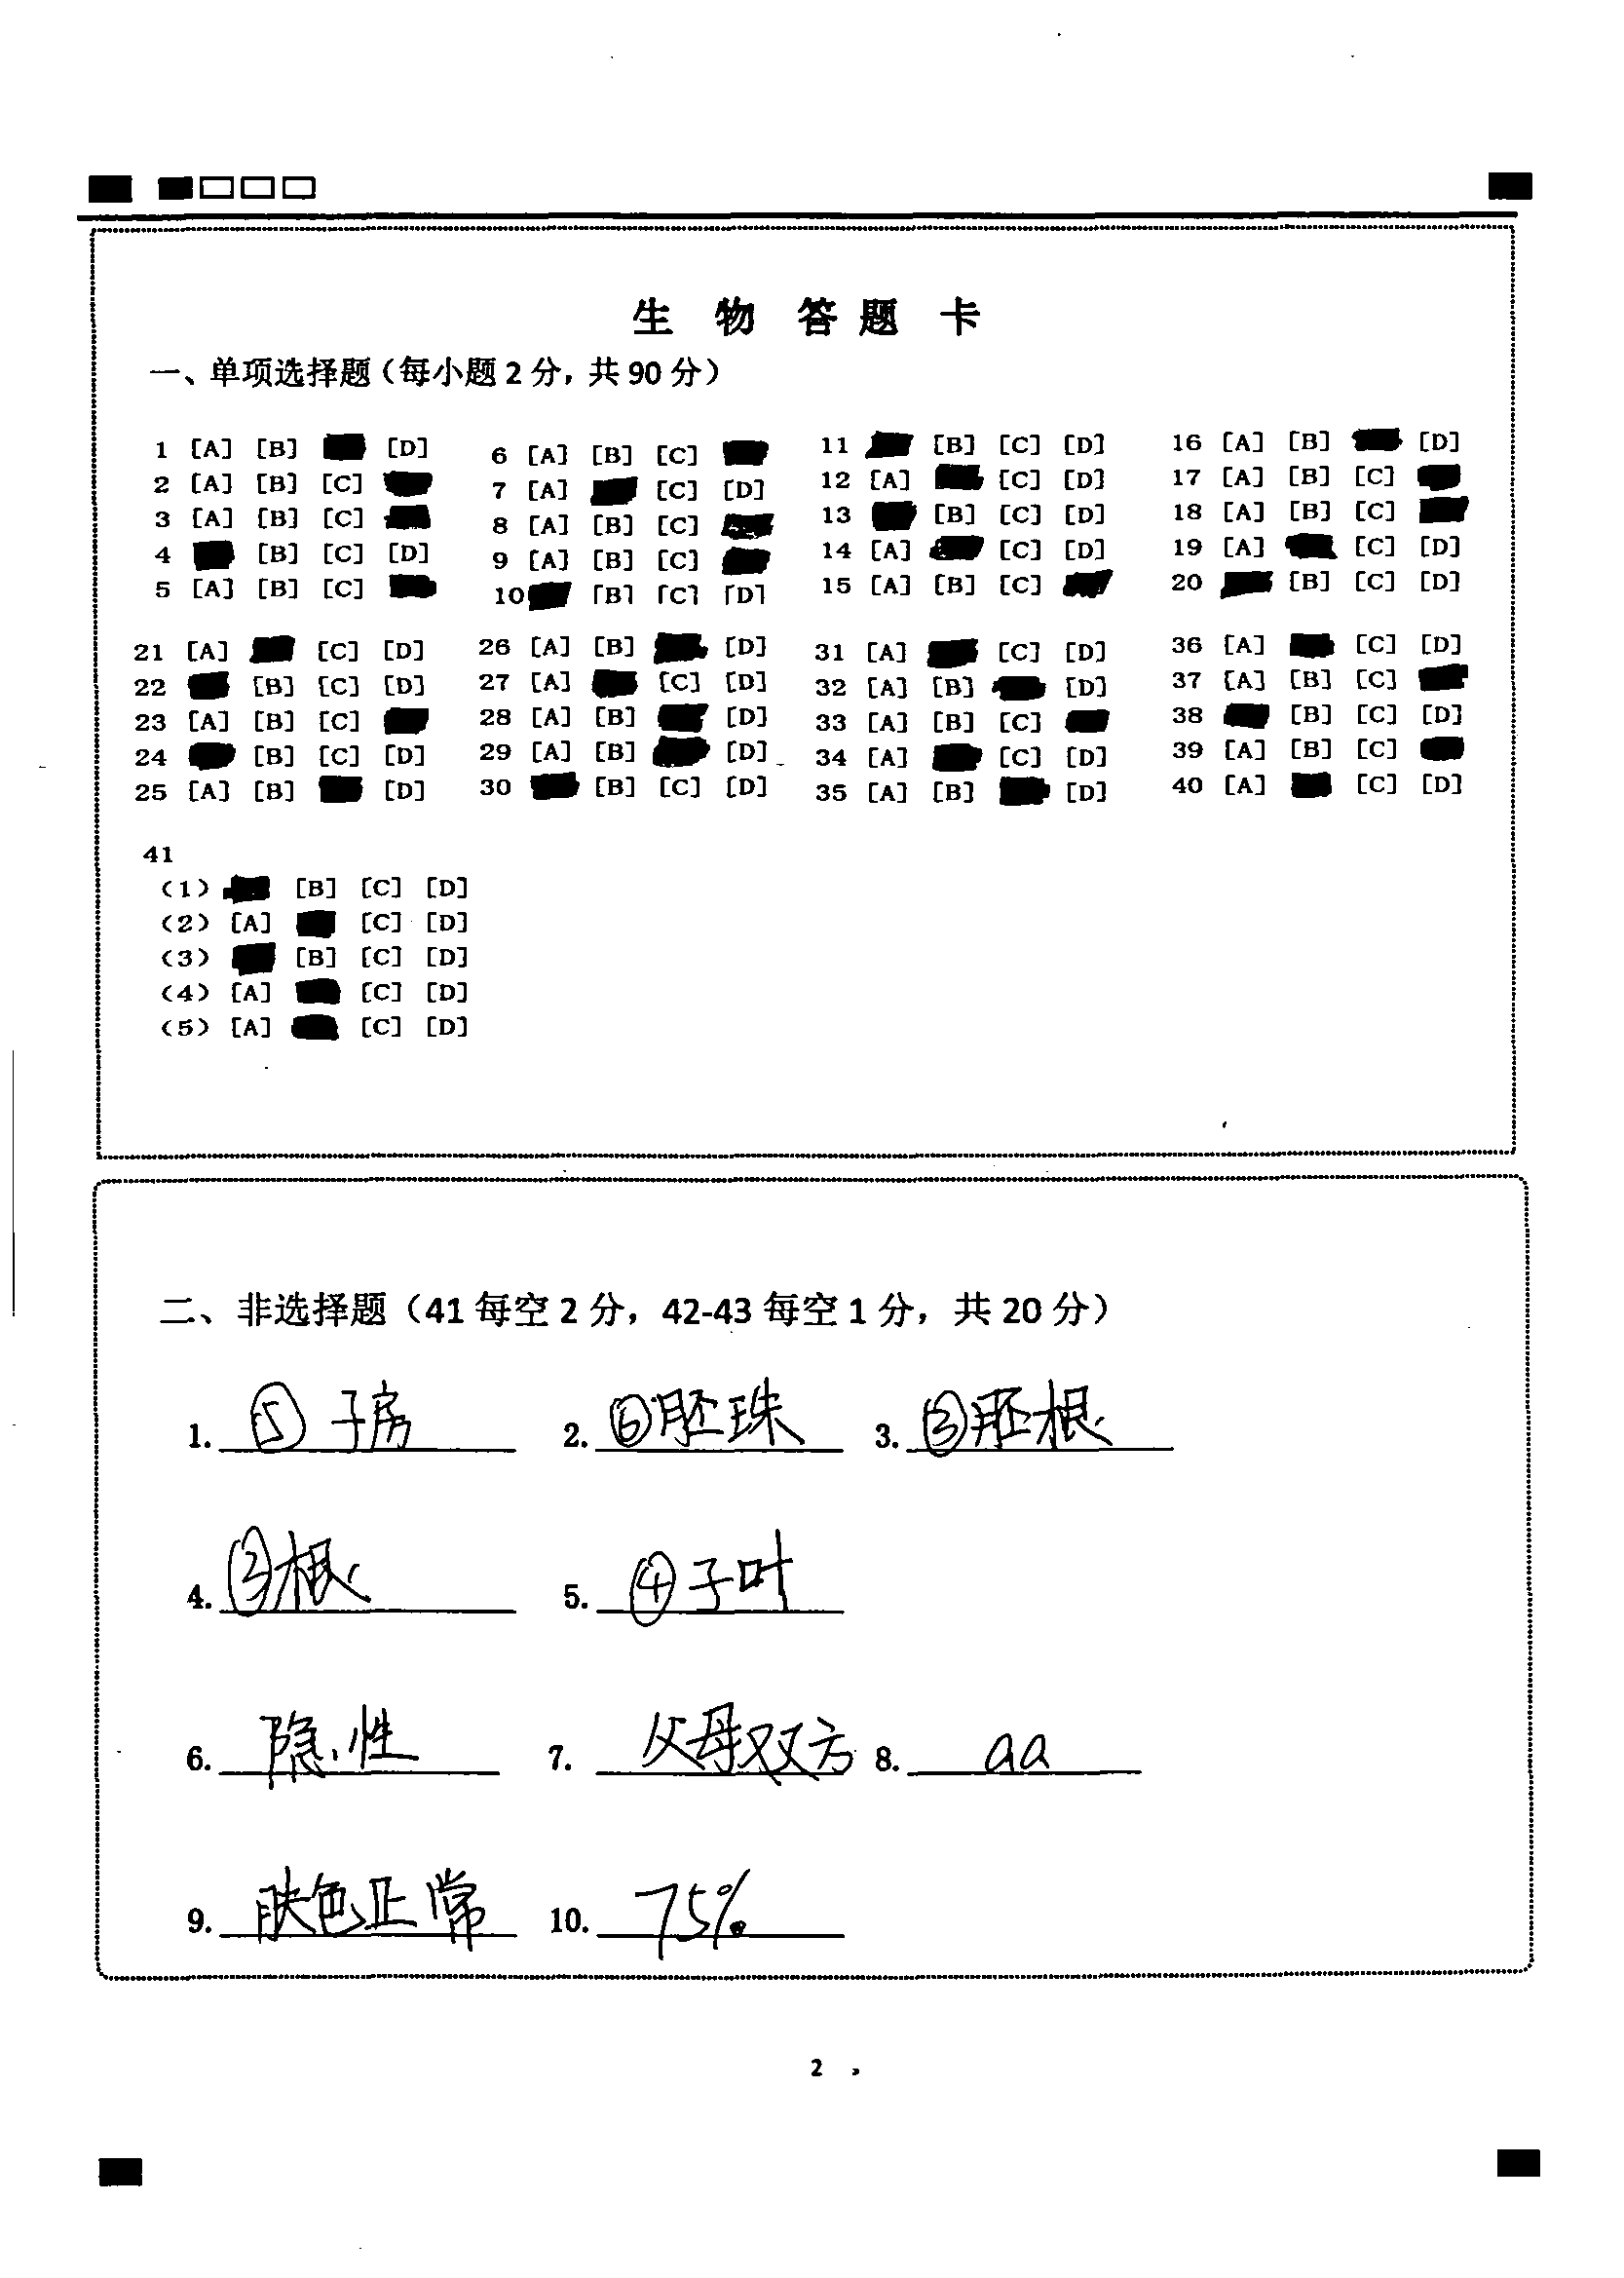 生 物 答 题 卡
一、单项选择题（每小题 2 分，共 90 分）
1 [A] [B] [D] 6 [A] [B] [C] 11 [B] [C] [D] 16 [A] [B] [D]
2 [A] [B] [C] 7 [A] [C] [D] 12 [A] [C] [D] 17 [A] [B] [C]
3 [A] [B] [C] 8 [A] [B] [C] 13 [B] [C] [D] 18 [A] [B] [C]
4 [B] [C] [D] 9 [A] [B] [C] 14 [A] [C] [D] 19 [A] [C] [D]
5 [A] [B] [C] 10 [B] [C] [D] 15 [A] [B] [C] 20 [B] [C] [D]
21 [A] [C] [D] 26 [A] [B] [D] 31 [A] [C] [D] 36 [A] [C] [D]
22 [B] [C] [D] 27 [A] [C] [D] 32 [A] [B] [D] 37 [A] [B] [C]
23 [A] [B] [C] 28 [A] [B] [D] 33 [A] [B] [C] 38 [B] [C] [D]
24 [B] [C] [D] 29 [A] [B] [D] 34 [A] [C] [D] 39 [A] [B] [C]
25 [A] [B] [D] 30 [B] [C] [D] 35 [A] [B] [D] 40 [A] [C] [D]
41
（1） [B] [C] [D]
（2） [A] [C] [D]
（3） [B] [C] [D]
（4） [A] [C] [D]
（5） [A] [C] [D]
二、非选择题（41 每空 2 分，42-43 每空 1 分，共 20 分）
1. ⑤子房 2. ⑥胚珠 3. ③胚根
4. ③根 5. ④子叶
6. 隐性 7. 父母双方 8. aa
9. 肤色正常 10. 75%
2